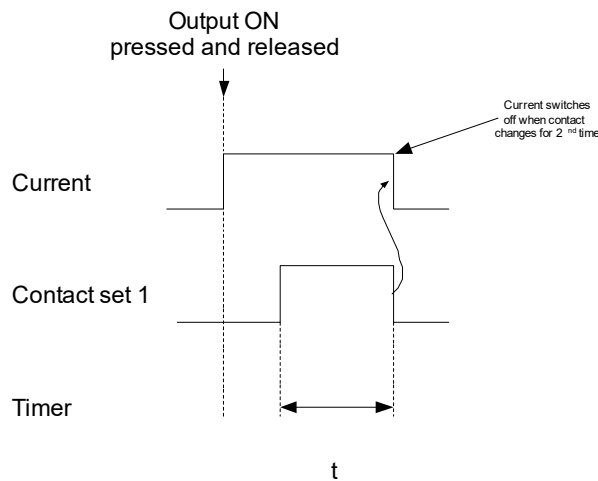 Output ON
pressed and released
Current switches
off when contact
changes for 2 nd time
Current
Contact set 1
Timer
t